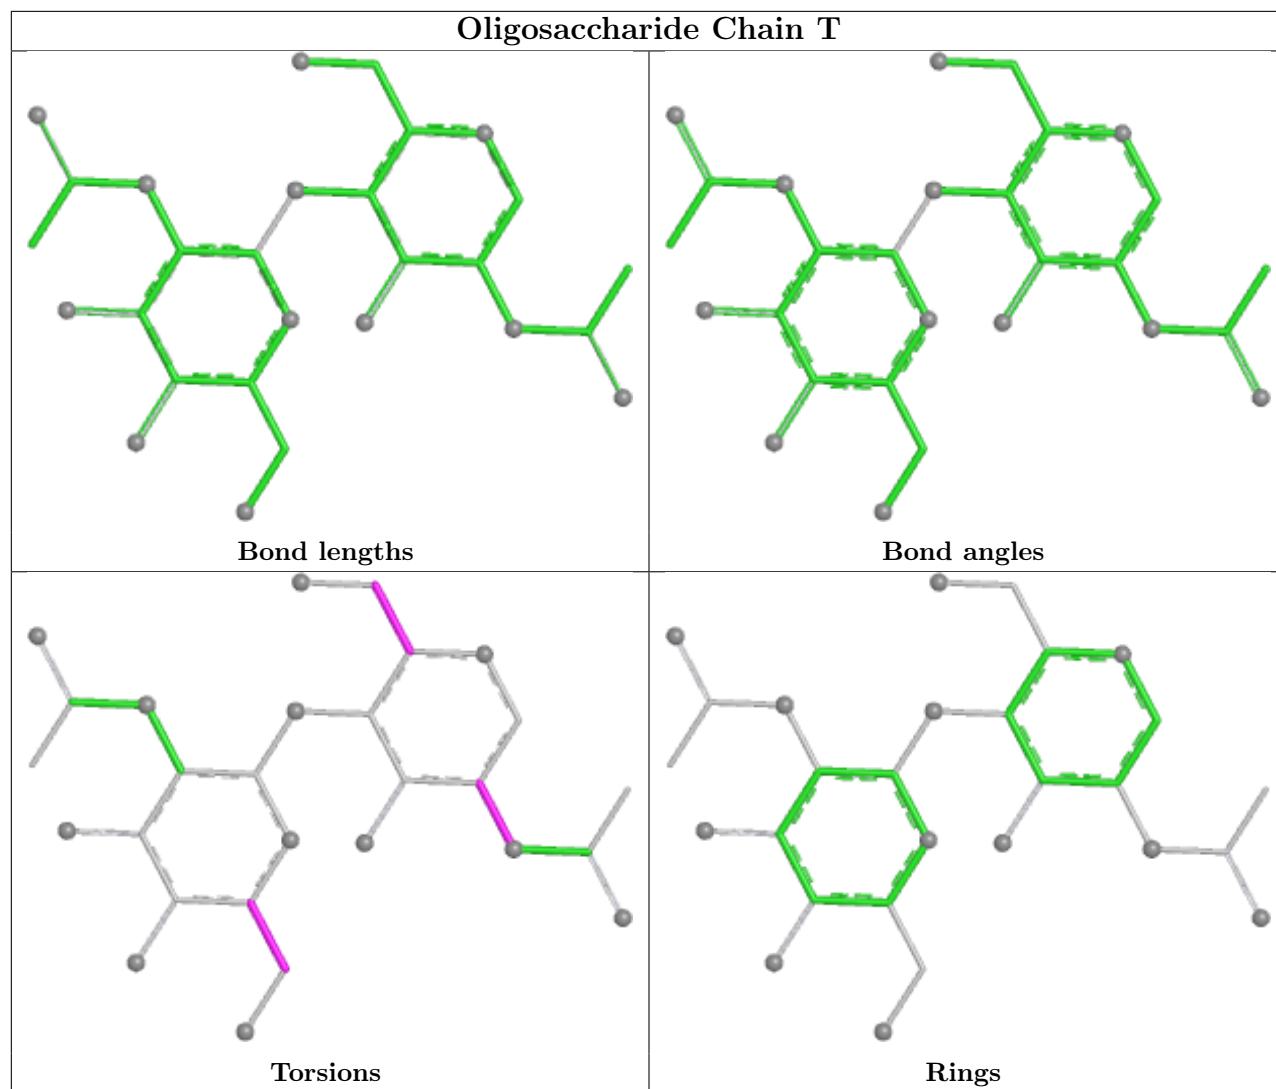 Oligosaccharide Chain T
Bond lengths
Bond angles
Torsions
Rings